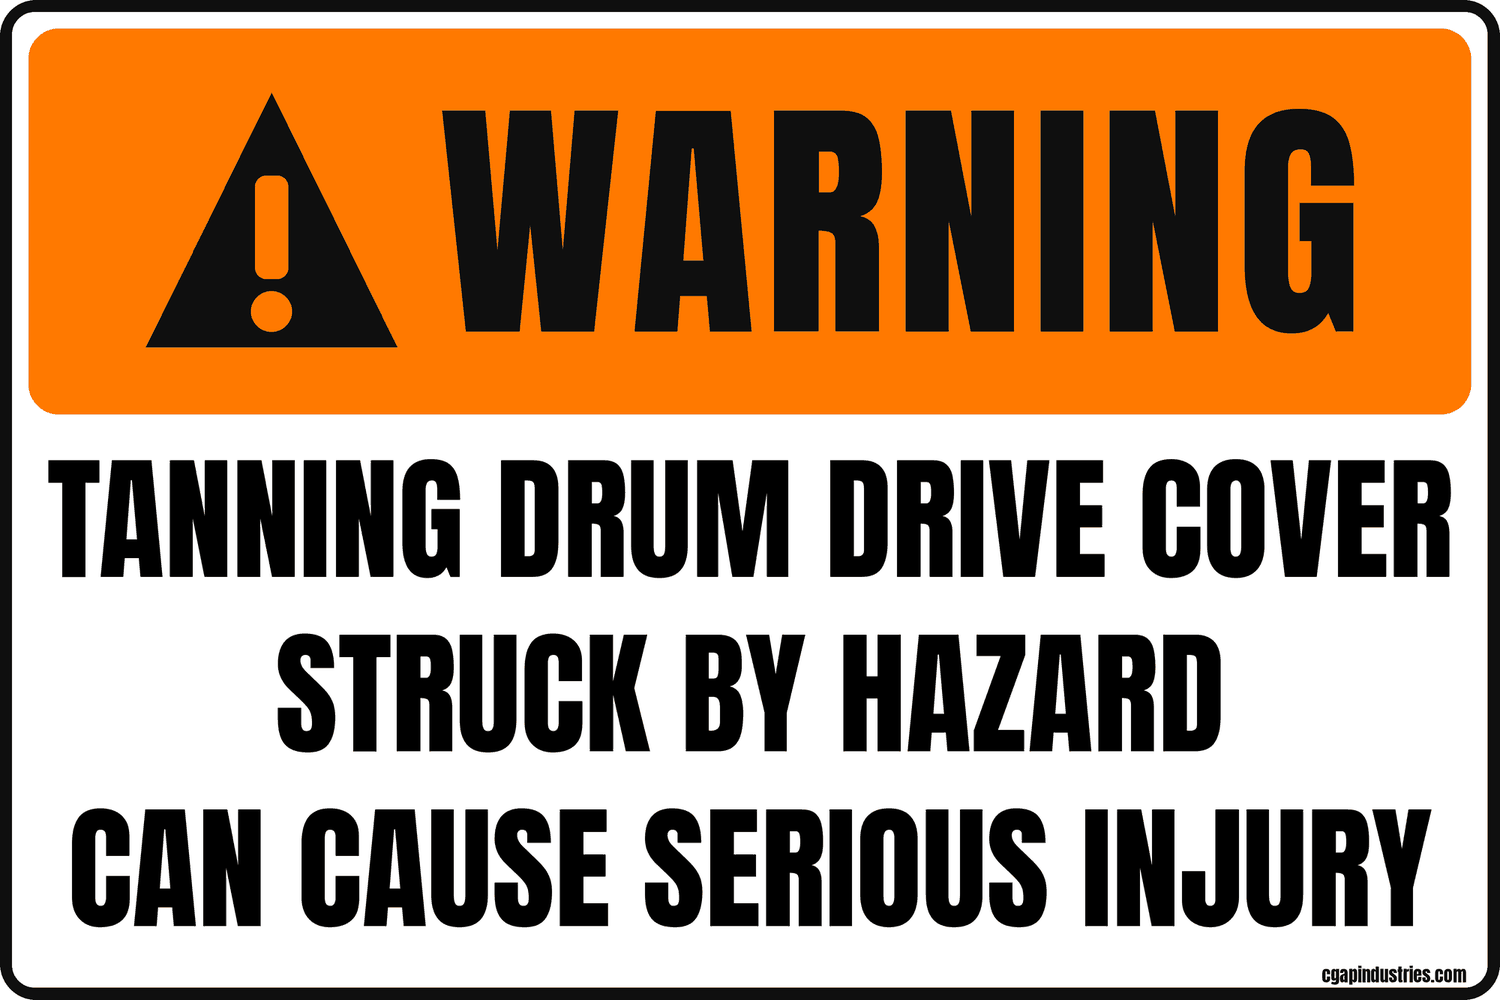 WARNING
TANNING DRUM DRIVE COVER
STRUCK BY HAZARD
CAN CAUSE SERIOUS INJURY
cgapindustries.com